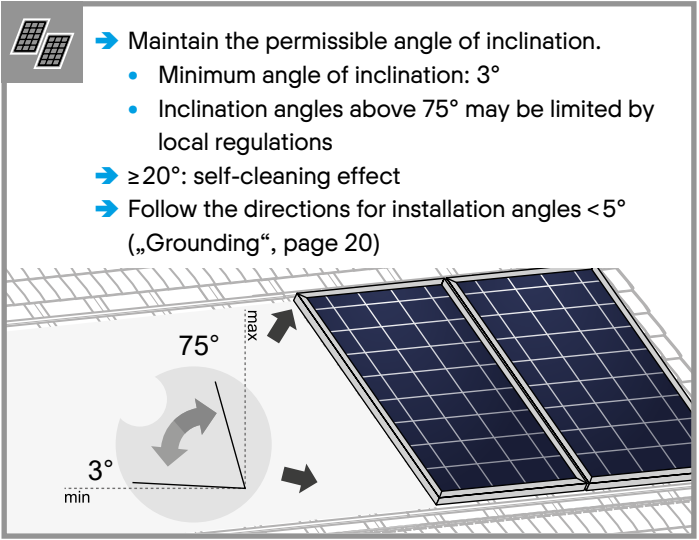 ➔ Maintain the permissible angle of inclination.
• Minimum angle of inclination: 3°
• Inclination angles above 75° may be limited by
local regulations
➔ ≥20°: self-cleaning effect
➔ Follow the directions for installation angles <5°
(„Grounding“, page 20)
max
75°
3°
min